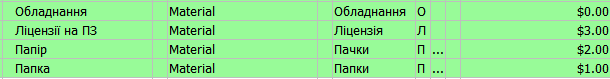 Обладнання Material Обладнання О $0.00
Ліцензії на ПЗ Material Ліцензія Л $3.00
Папір Material Пачки П ... $2.00
Папка Material Папки П ... $1.00